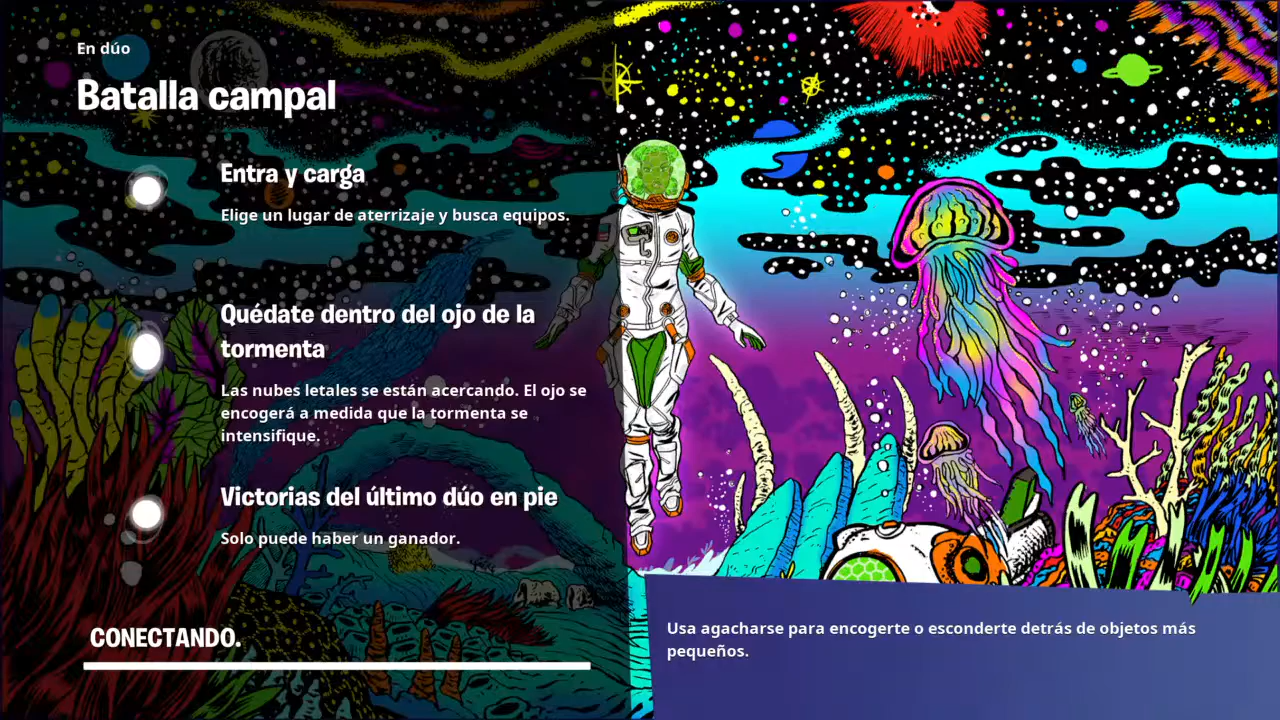 En dúo
Batalla campal
Entra y carga
Elige un lugar de aterrizaje y busca equipos.
Quédate dentro del ojo de la
tormenta
Las nubes letales se están acercando. El ojo se
encogerá a medida que la tormenta se
intensifique.
Victorias del último dúo en pie
Solo puede haber un ganador.
CONECTANDO.
Usa agacharse para encogerte o esconderte detrás de objetos más
pequeños.